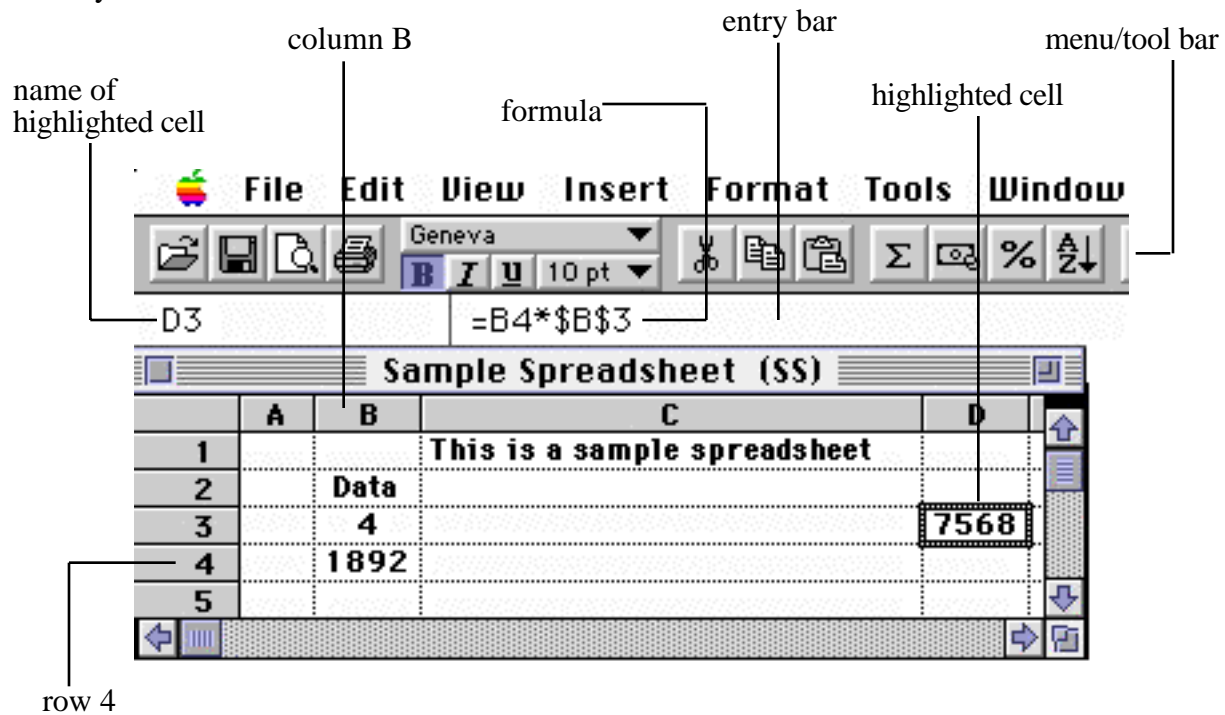 column B
entry bar
menu/tool bar
name of
highlighted cell
formula
highlighted cell
File Edit View Insert Format Tools Window
Geneva
B I U 10 pt Σ % A Z
D3 =B4*$B$3
Sample Spreadsheet (SS)
A B C D
1 This is a sample spreadsheet
2 Data
3 4 7568
4 1892
5
row 4